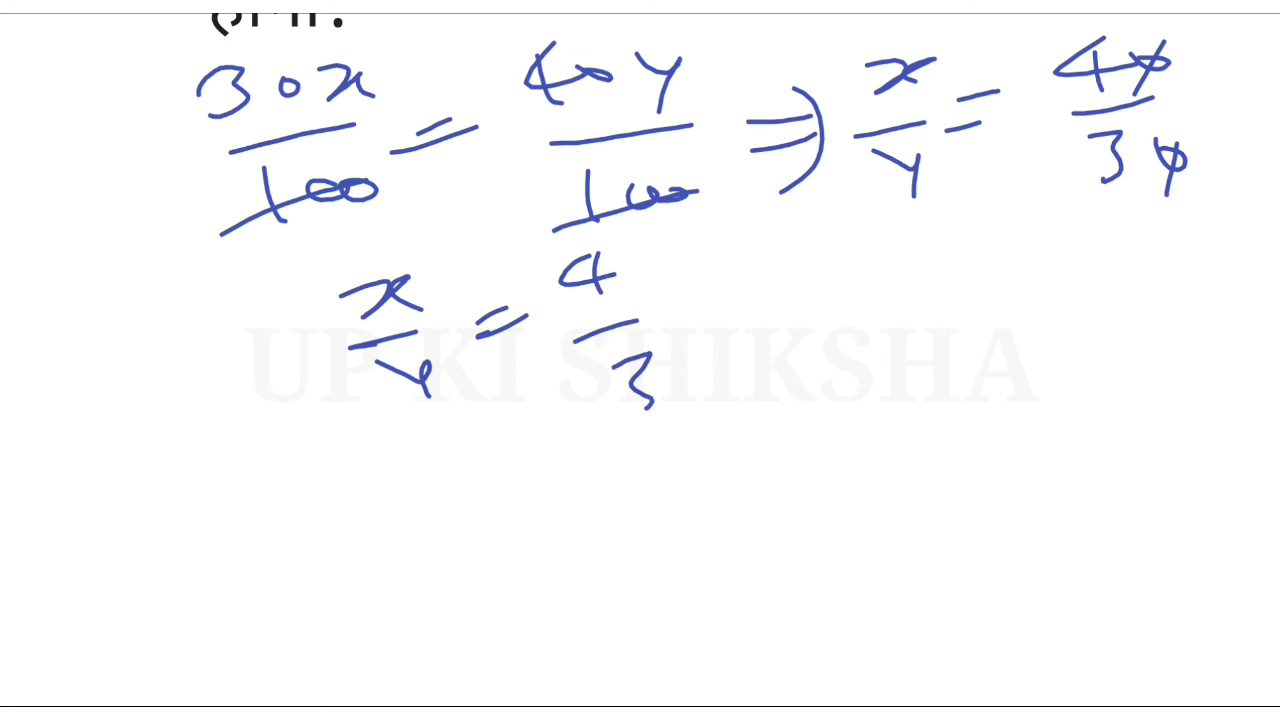 30x/100 = 40y/100 ⇒ x/y = 40/30
x/y = 4/3
UP KI SHIKSHA